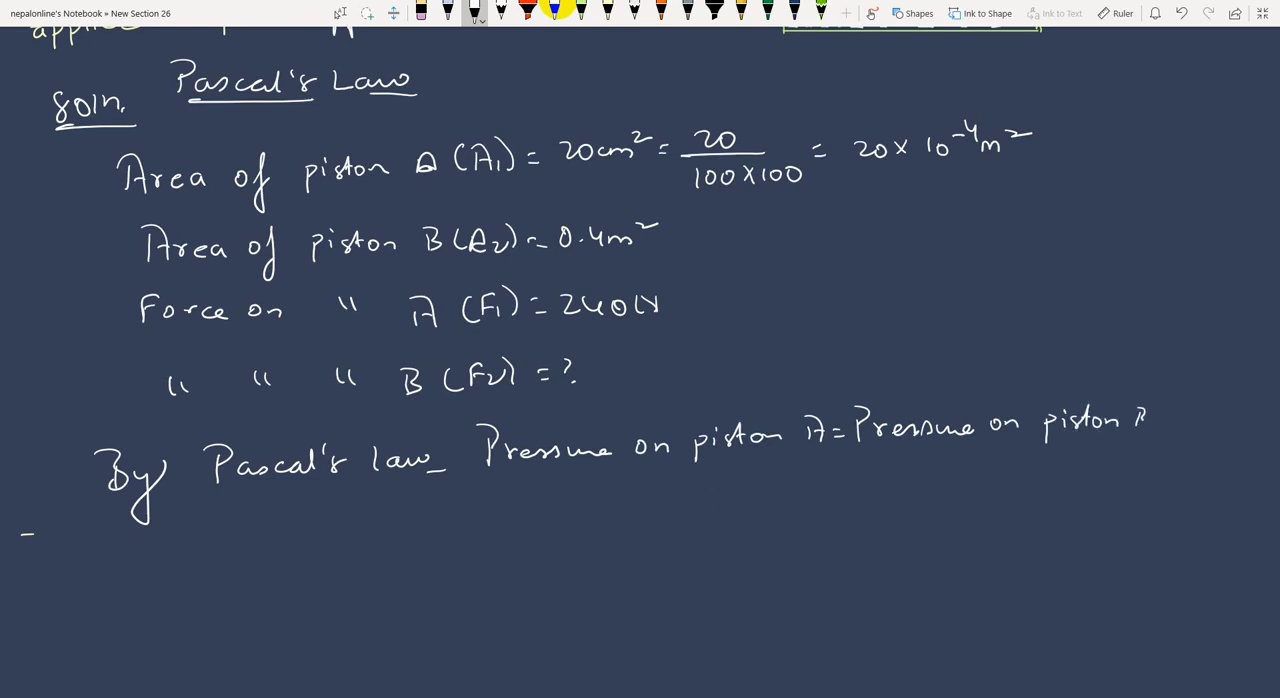 nepalonline's Notebook » New Section 26
Shapes Ink to Shape Ink to Text Ruler
Pascal's Law
Soln.
Area of piston A (A1) = 20cm² = 20/100×100 = 20 × 10⁻⁴m²
Area of piston B (A2) = 0.4m²
Force on " A (F1) = 240N
" " " B (F2) = ?
By Pascal's law Pressure on piston A = Pressure on piston